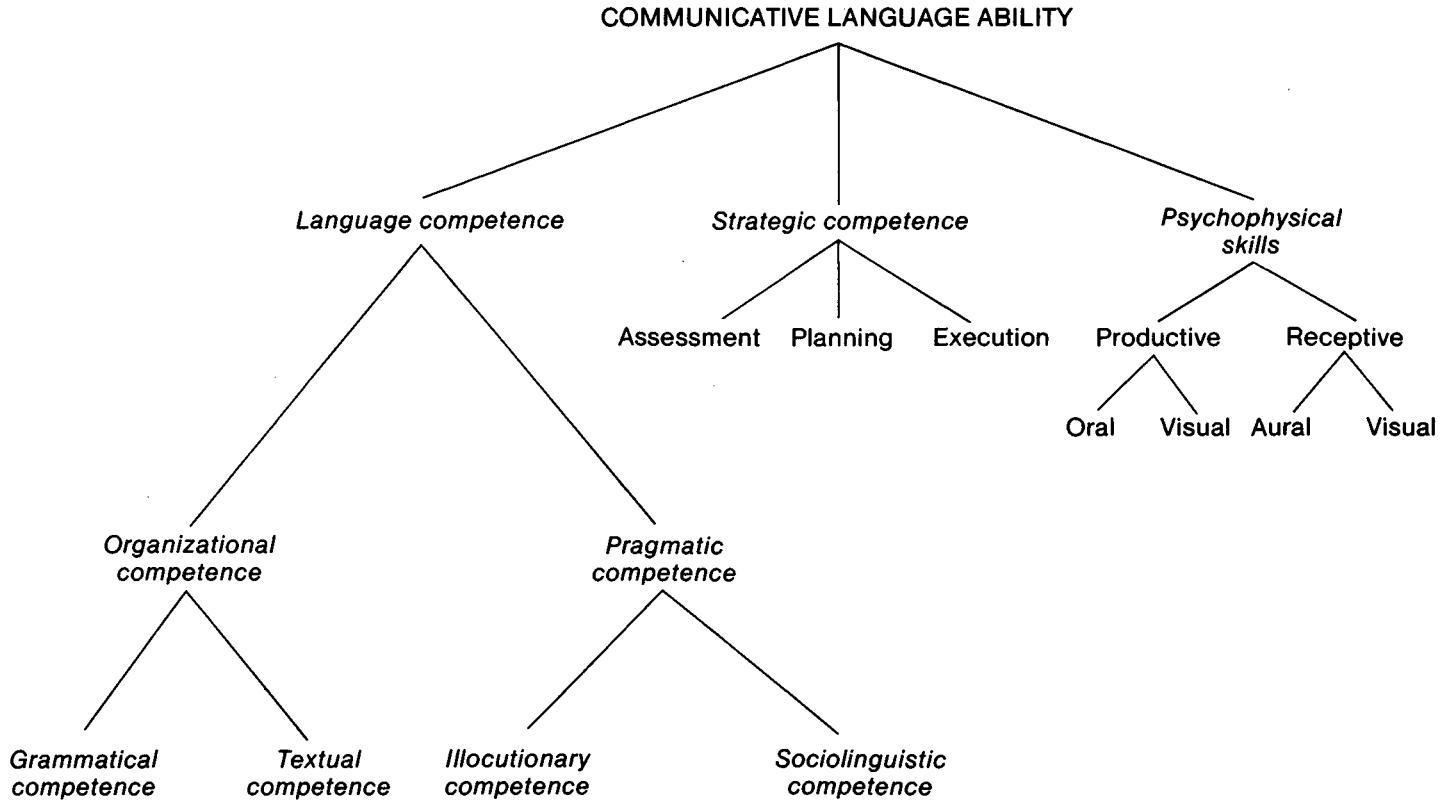 COMMUNICATIVE LANGUAGE ABILITY
Language competence
Strategic competence
Psychophysical
skills
Assessment
Planning
Execution
Productive
Receptive
Oral
Visual
Aural
Visual
Organizational
competence
Pragmatic
competence
Grammatical
competence
Textual
competence
Illocutionary
competence
Sociolinguistic
competence